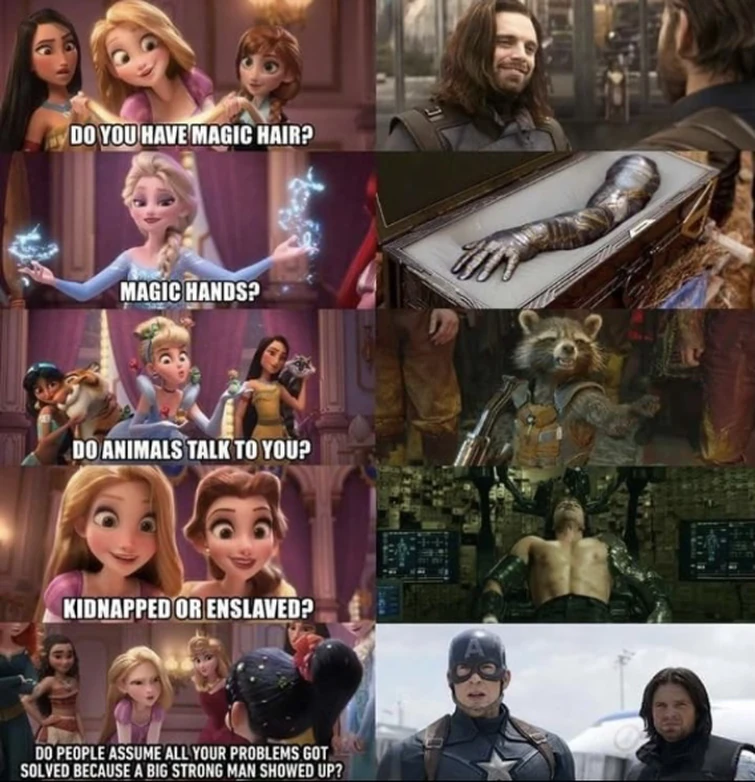 DO YOU HAVE MAGIC HAIR?
MAGIC HANDS?
DO ANIMALS TALK TO YOU?
KIDNAPPED OR ENSLAVED?
A
DO PEOPLE ASSUME ALL YOUR PROBLEMS GOT
SOLVED BECAUSE A BIG STRONG MAN SHOWED UP?